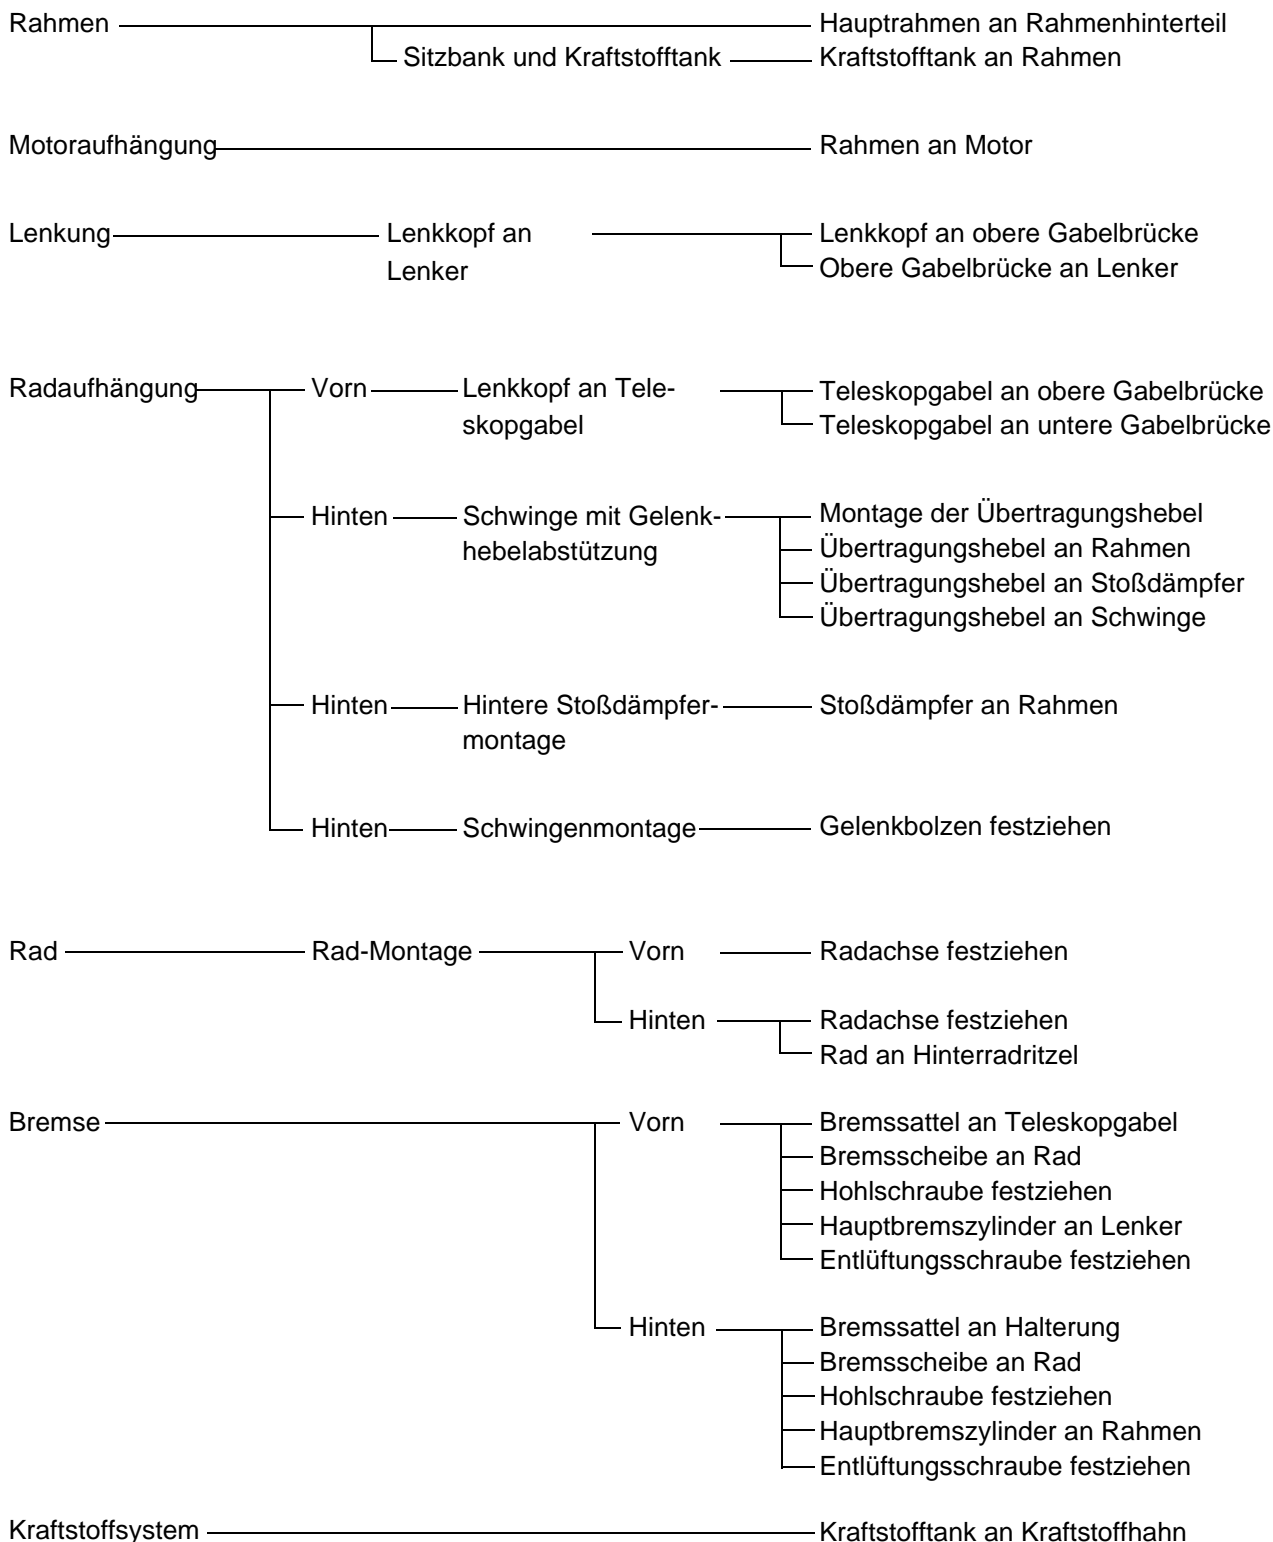 Rahmen Hauptrahmen an Rahmenhinterteil
Sitzbank und Kraftstofftank Kraftstofftank an Rahmen
Motoraufhängung Rahmen an Motor
Lenkung Lenkkopf an Lenkkopf an obere Gabelbrücke
Lenker Obere Gabelbrücke an Lenker
Radaufhängung Vorn Lenkkopf an Tele- Teleskopgabel an obere Gabelbrücke
skopgabel Teleskopgabel an untere Gabelbrücke
Hinten Schwinge mit Gelenk- Montage der Übertragungshebel
hebelabstützung Übertragungshebel an Rahmen
Übertragungshebel an Stoßdämpfer
Übertragungshebel an Schwinge
Hinten Hintere Stoßdämpfer- Stoßdämpfer an Rahmen
montage
Hinten Schwingenmontage Gelenkbolzen festziehen
Rad Rad-Montage Vorn Radachse festziehen
Hinten Radachse festziehen
Rad an Hinterradritzel
Bremse Vorn Bremssattel an Teleskopgabel
Bremsscheibe an Rad
Hohlschraube festziehen
Hauptbremszylinder an Lenker
Entlüftungsschraube festziehen
Hinten Bremssattel an Halterung
Bremsscheibe an Rad
Hohlschraube festziehen
Hauptbremszylinder an Rahmen
Entlüftungsschraube festziehen
Kraftstoffsystem Kraftstofftank an Kraftstoffhahn